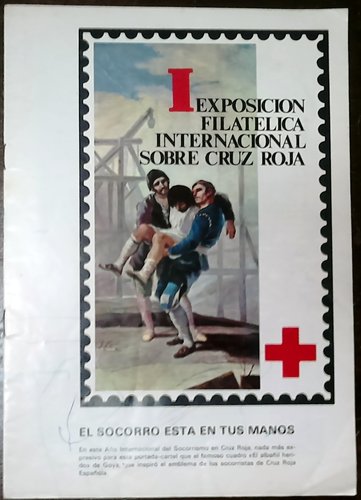 I EXPOSICION
FILATELICA
INTERNACIONAL
SOBRE CRUZ ROJA
EL SOCORRO ESTA EN TUS MANOS
En este Año Internacional del Socorrismo en Cruz Roja, nada más ex-
presivo para esta portada-cartel que el famoso cuadro «El albañil heri-
do» de Goya, que inspiró el emblema de los socorristas de Cruz Roja
Española.